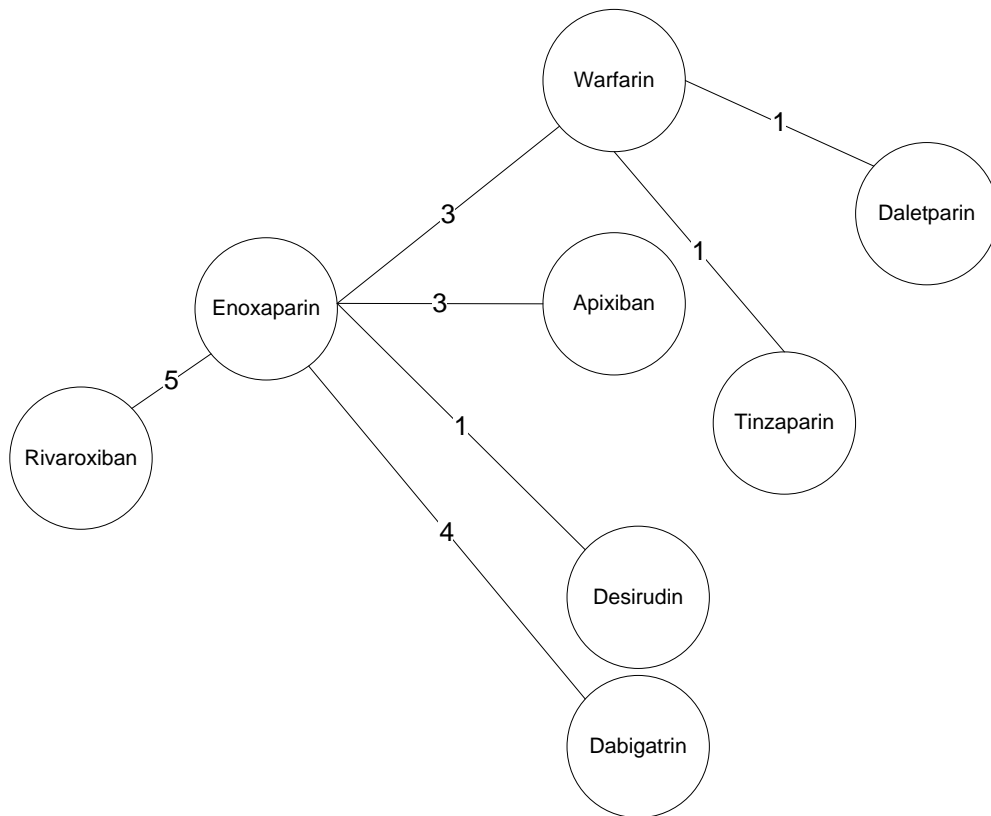 Warfarin
1
Daletparin
3
1
Enoxaparin
3
Apixiban
5
1
Tinzaparin
Rivaroxiban
4
Desirudin
Dabigatrin